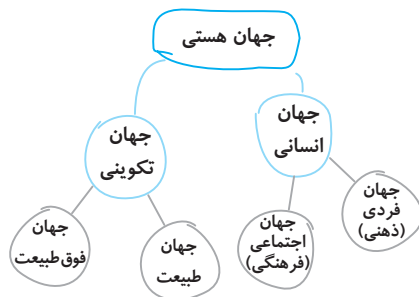 جهان هستی
جهان
انسانی
جهان
تکوینی
جهان
فردی
(ذهنی)
جهان
اجتماعی
(فرهنگی)
جهان
طبیعت
جهان
فوق‌طبیعت